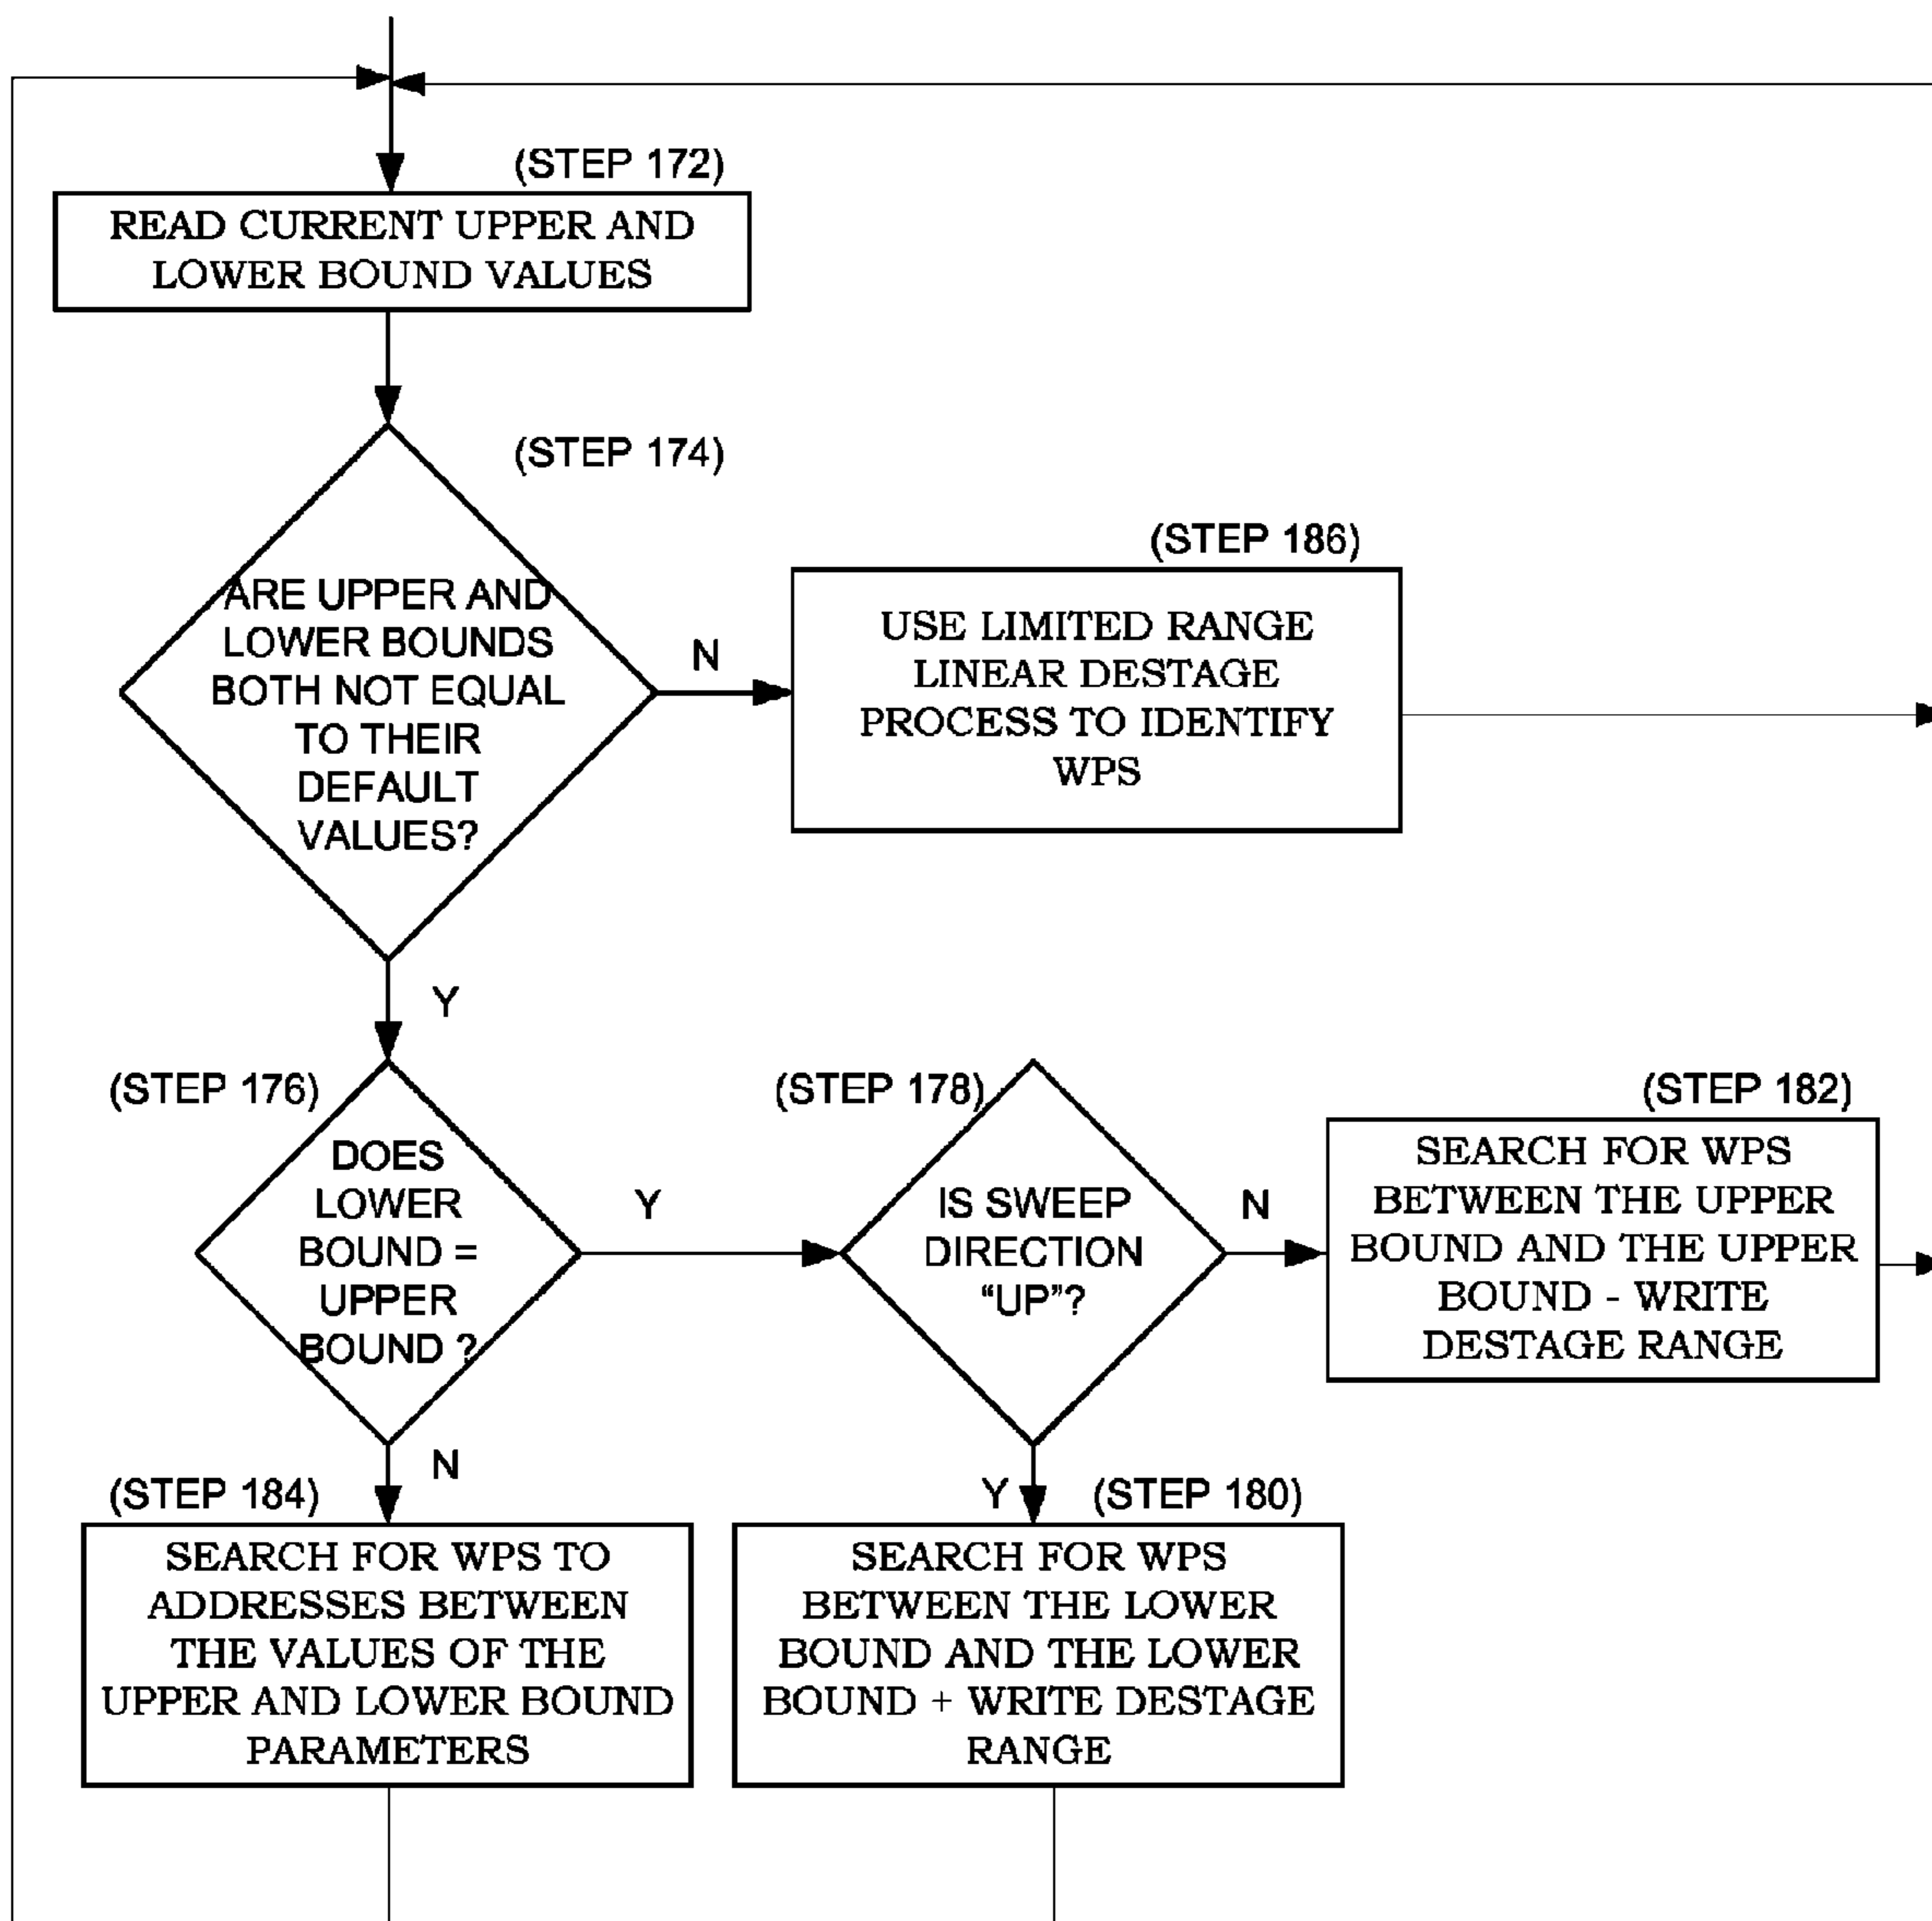 (STEP 172)
READ CURRENT UPPER AND
LOWER BOUND VALUES
(STEP 174)
ARE UPPER AND
LOWER BOUNDS
BOTH NOT EQUAL
TO THEIR
DEFAULT
VALUES?
N
(STEP 186)
USE LIMITED RANGE
LINEAR DESTAGE
PROCESS TO IDENTIFY
WPS
Y
(STEP 176)
DOES
LOWER
BOUND =
UPPER
BOUND ?
Y
(STEP 178)
IS SWEEP
DIRECTION
“UP”?
N
(STEP 182)
SEARCH FOR WPS
BETWEEN THE UPPER
BOUND AND THE UPPER
BOUND - WRITE
DESTAGE RANGE
N
(STEP 184)
SEARCH FOR WPS TO
ADDRESSES BETWEEN
THE VALUES OF THE
UPPER AND LOWER BOUND
PARAMETERS
Y
(STEP 180)
SEARCH FOR WPS
BETWEEN THE LOWER
BOUND AND THE LOWER
BOUND + WRITE DESTAGE
RANGE